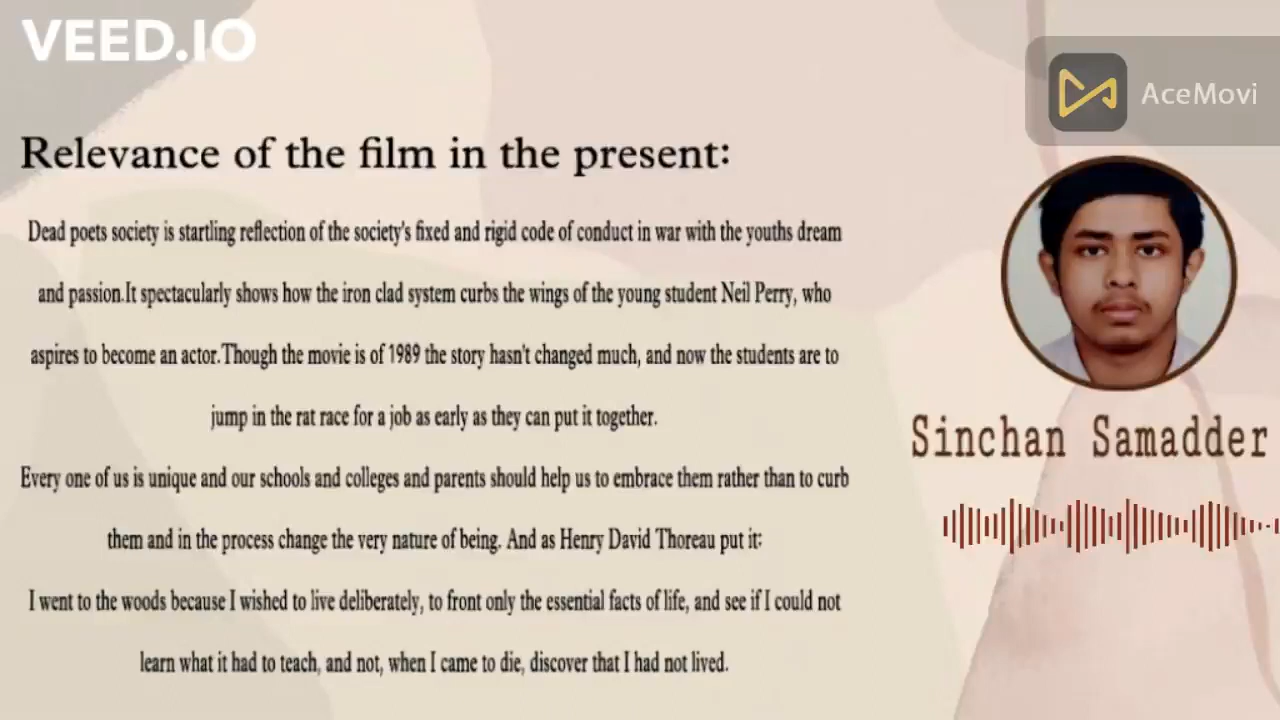 VEED.IO
AceMovi
Relevance of the film in the present:
Dead poets society is startling reflection of the society's fixed and rigid code of conduct in war with the youths dream
and passion.It spectacularly shows how the iron clad system curbs the wings of the young student Neil Perry, who
aspires to become an actor.Though the movie is of 1989 the story hasn't changed much, and now the students are to
jump in the rat race for a job as early as they can put it together.
Every one of us is unique and our schools and colleges and parents should help us to embrace them rather than to curb
them and in the process change the very nature of being. And as Henry David Thoreau put it:
I went to the woods because I wished to live deliberately, to front only the essential facts of life, and see if I could not
learn what it had to teach, and not, when I came to die, discover that I had not lived.
Sinchan Samadder